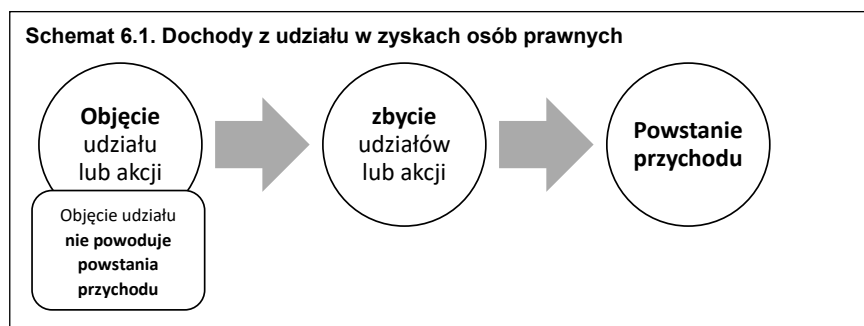 Schemat 6.1. Dochody z udziału w zyskach osób prawnych
Objęcie
udziału
lub akcji
Objęcie udziału
nie powoduje
powstania
przychodu
zbycie
udziałów
lub akcji
Powstanie
przychodu